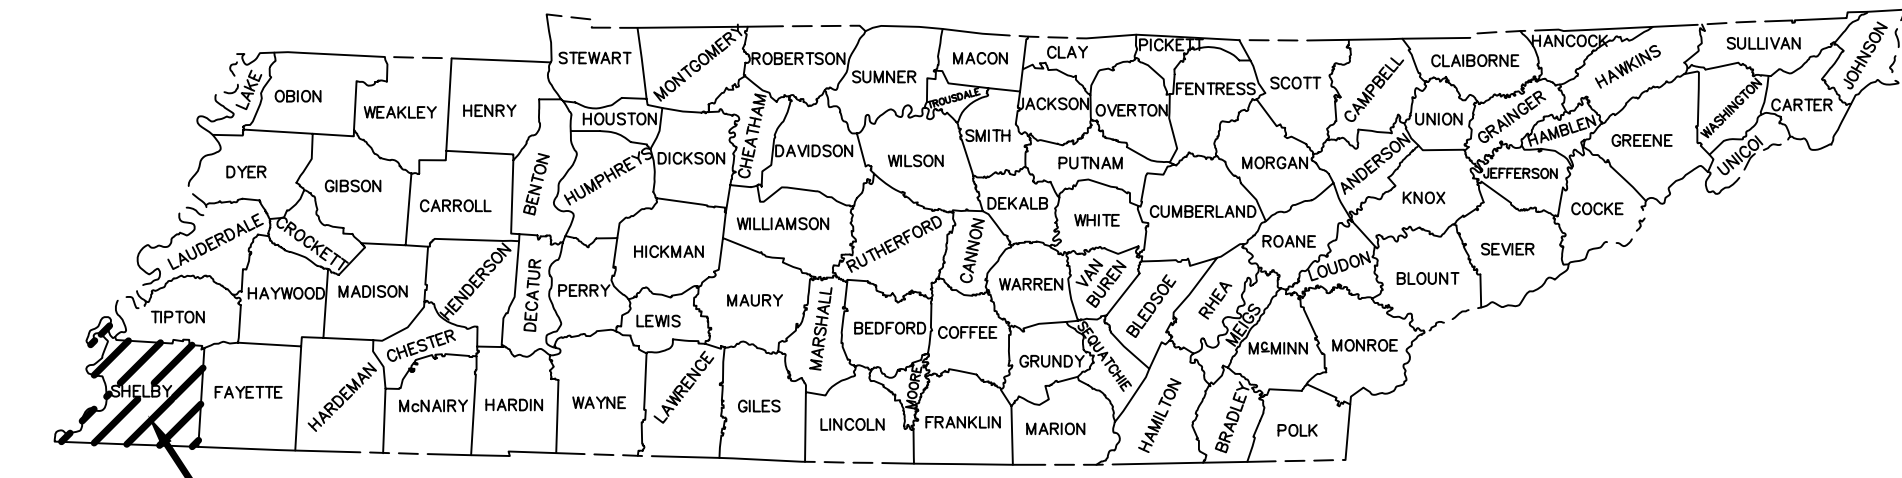 LAKE
OBION
WEAKLEY
HENRY
STEWART
MONTGOMERY
ROBERTSON
SUMNER
MACON
CLAY
PICKETT
FENTRESS
SCOTT
CAMPBELL
CLAIBORNE
HANCOCK
HAWKINS
SULLIVAN
JOHNSON
HOUSTON
CHEATHAM
TROUSDALE
SMITH
JACKSON
OVERTON
UNION
GRAINGER
HAMBLEN
GREENE
WASHINGTON
CARTER
UNICOI
DYER
GIBSON
CARROLL
BENTON
HUMPHREYS
DICKSON
DAVIDSON
WILSON
PUTNAM
MORGAN
ANDERSON
KNOX
JEFFERSON
COCKE
LAUDERDALE
CROCKETT
WILLIAMSON
RUTHERFORD
CANNON
DEKALB
WHITE
CUMBERLAND
ROANE
LOUDON
BLOUNT
SEVIER
TIPTON
HAYWOOD
MADISON
HENDERSON
DECATUR
PERRY
HICKMAN
LEWIS
MAURY
MARSHALL
BEDFORD
COFFEE
WARREN
VAN
BUREN
BLEDSOE
RHEA
MEIGS
McMINN
MONROE
SHELBY
FAYETTE
HARDEMAN
CHESTER
McNAIRY
HARDIN
WAYNE
LAWRENCE
GILES
LINCOLN
MOORE
FRANKLIN
GRUNDY
SEQUATCHIE
MARION
HAMILTON
BRADLEY
POLK